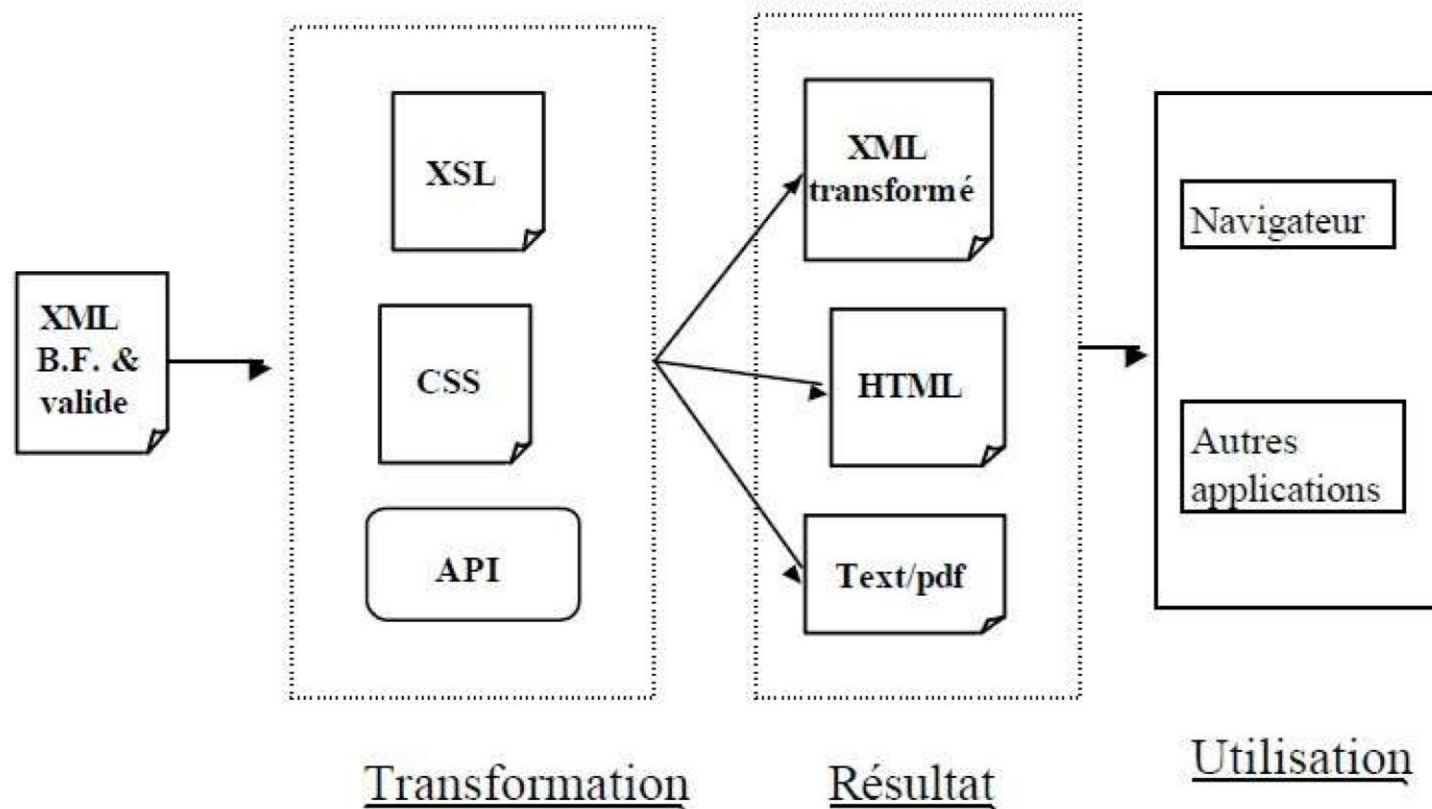 XML
B.F. &
valide
XSL
CSS
API
XML
transformé
HTML
Text/pdf
Navigateur
Autres
applications
Transformation
Résultat
Utilisation